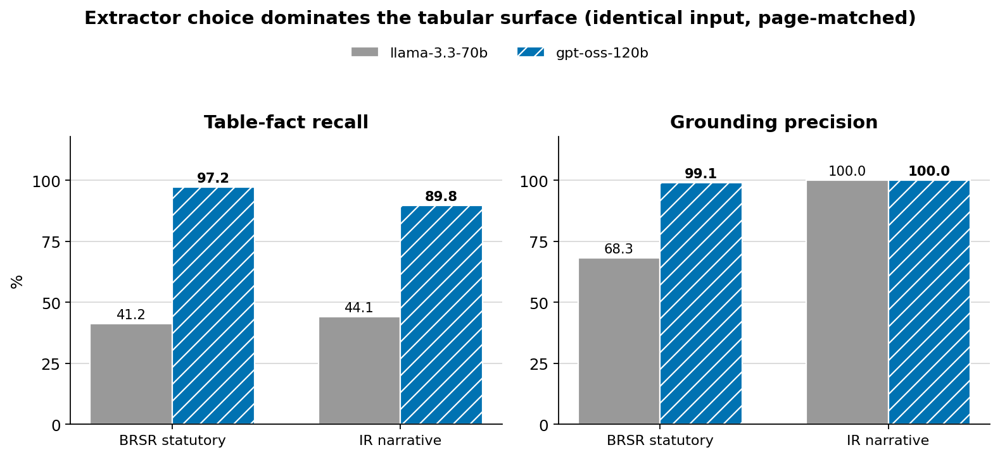 Extractor choice dominates the tabular surface (identical input, page-matched)
llama-3.3-70b
gpt-oss-120b
Table-fact recall
%
100
75
50
25
0
41.2
97.2
44.1
89.8
BRSR statutory
IR narrative
Grounding precision
100
75
50
25
0
68.3
99.1
100.0
100.0
BRSR statutory
IR narrative